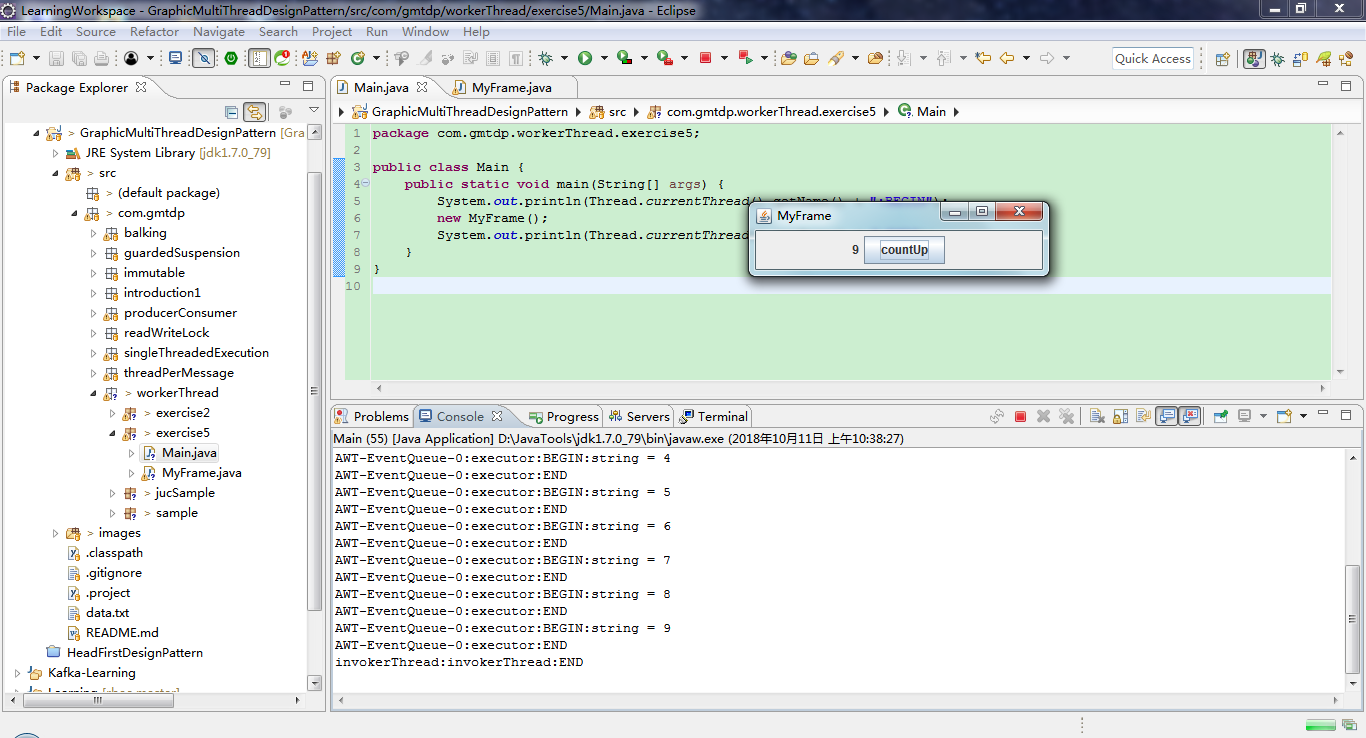 LearningWorkspace - GraphicMultiThreadDesignPattern/src/com/gmtdp/workerThread/exercise5/Main.java - Eclipse
File Edit Source Refactor Navigate Search Project Run Window Help
Quick Access
Package Explorer
> GraphicMultiThreadDesignPattern [Gra
JRE System Library [jdk1.7.0_79]
> src
> (default package)
> com.gmtdp
balking
guardedSuspension
immutable
introduction1
producerConsumer
readWriteLock
singleThreadedExecution
threadPerMessage
> workerThread
> exercise2
> exercise5
Main.java
MyFrame.java
> jucSample
> sample
> images
.classpath
.gitignore
.project
data.txt
README.md
HeadFirstDesignPattern
Kafka-Learning
Main.java MyFrame.java
GraphicMultiThreadDesignPattern src com.gmtdp.workerThread.exercise5 Main
1 package com.gmtdp.workerThread.exercise5;
2
3 public class Main {
4 public static void main(String[] args) {
5 System.out.println(Thread.currentThread() getName() + ":BEGIN");
6 new MyFrame();
7 System.out.println(Thread.currentThread
8 }
9 }
10
MyFrame
9 countUp
Problems Console Progress Servers Terminal
Main (55) [Java Application] D:\JavaTools\jdk1.7.0_79\bin\javaw.exe (2018年10月11日 上午10:38:27)
AWT-EventQueue-0:executor:BEGIN:string = 4
AWT-EventQueue-0:executor:END
AWT-EventQueue-0:executor:BEGIN:string = 5
AWT-EventQueue-0:executor:END
AWT-EventQueue-0:executor:BEGIN:string = 6
AWT-EventQueue-0:executor:END
AWT-EventQueue-0:executor:BEGIN:string = 7
AWT-EventQueue-0:executor:END
AWT-EventQueue-0:executor:BEGIN:string = 8
AWT-EventQueue-0:executor:END
AWT-EventQueue-0:executor:BEGIN:string = 9
AWT-EventQueue-0:executor:END
invokerThread:invokerThread:END